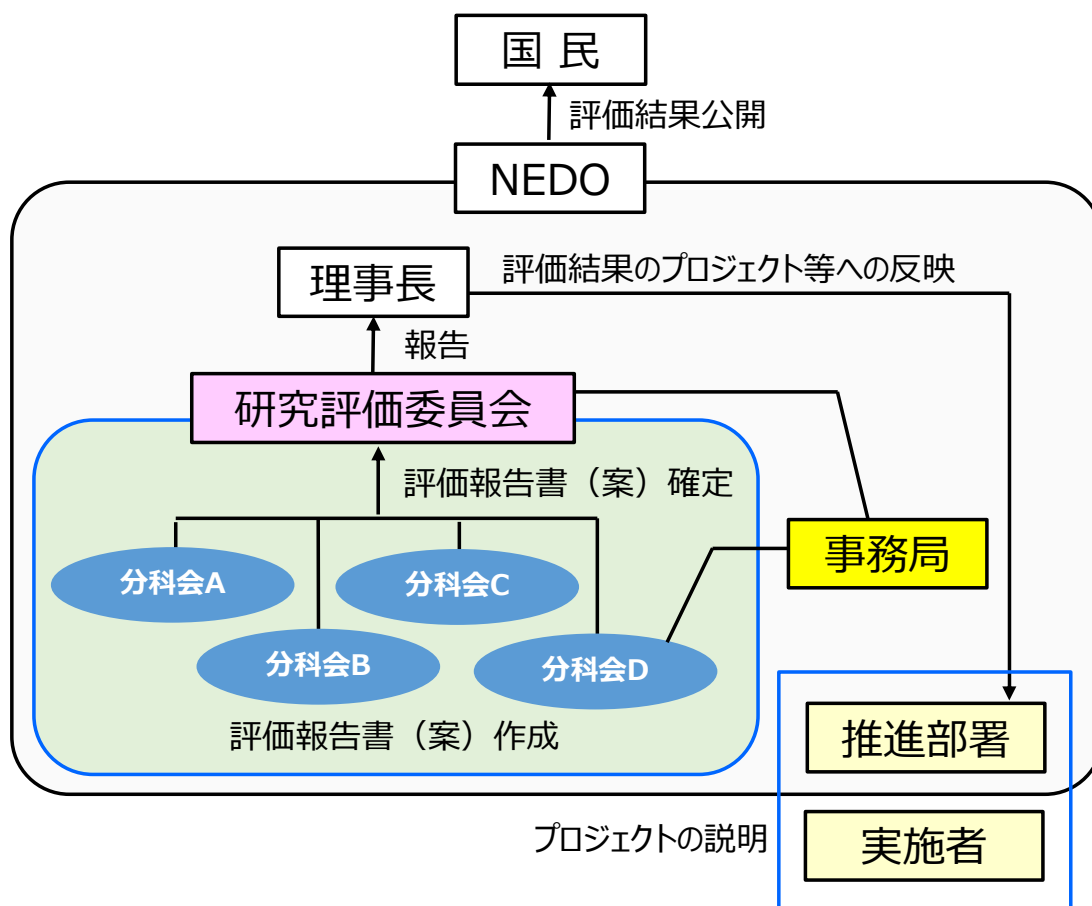 国 民
評価結果公開
NEDO
理事長
評価結果のプロジェクト等への反映
報告
研究評価委員会
評価報告書（案）確定
事務局
分科会A
分科会C
分科会B
分科会D
評価報告書（案）作成
推進部署
プロジェクトの説明
実施者